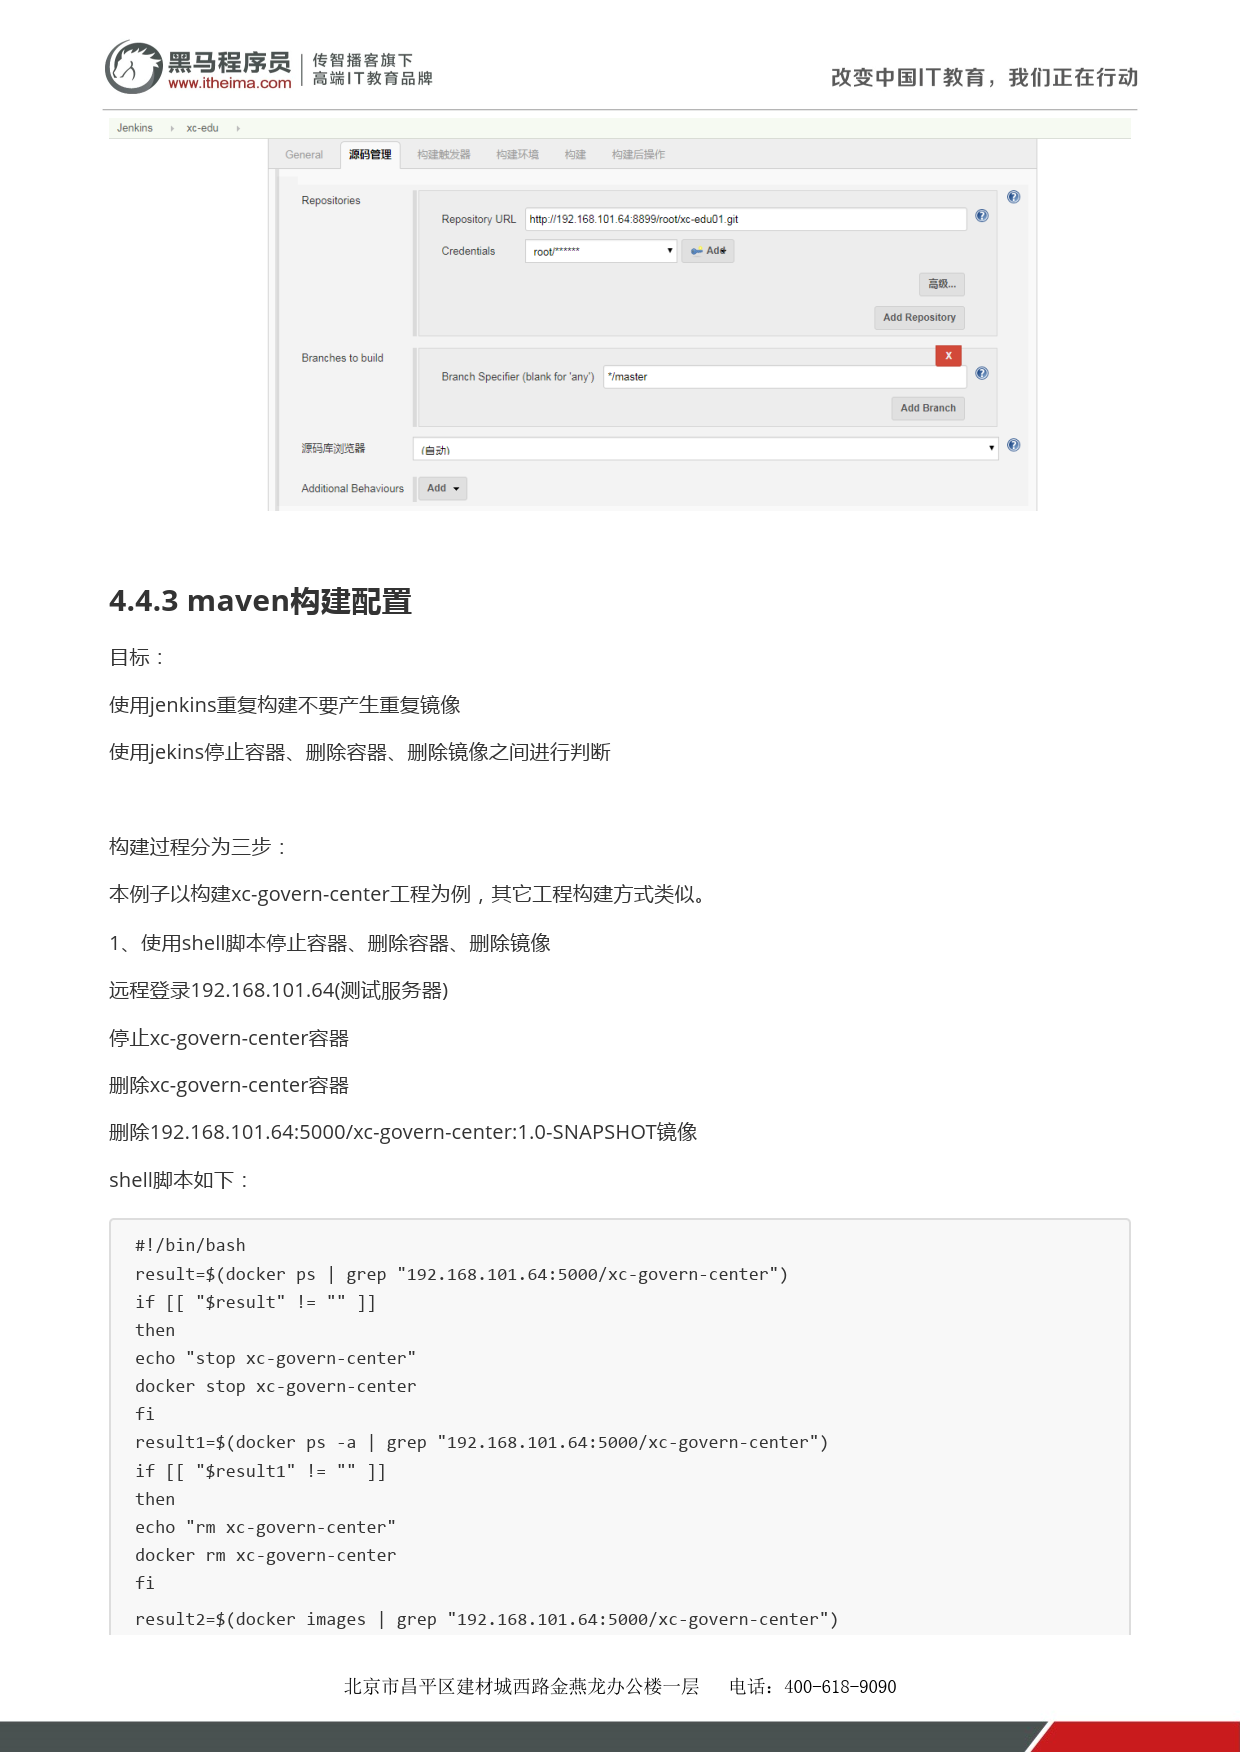 黑马程序员
www.itheima.com
传智播客旗下
高端IT教育品牌
改变中国IT教育，我们正在行动
Jenkins xc-edu
General 源码管理 构建触发器 构建环境 构建 构建后操作
Repositories
Repository URL http://192.168.101.64:8899/root/xc-edu01.git
Credentials root/****** Add
高级...
Add Repository
Branches to build
X
Branch Specifier (blank for 'any') */master
Add Branch
源码库浏览器 (自动)
Additional Behaviours Add
4.4.3 maven构建配置
目标：
使用jenkins重复构建不要产生重复镜像
使用jekins停止容器、删除容器、删除镜像之间进行判断
构建过程分为三步：
本例子以构建xc-govern-center工程为例，其它工程构建方式类似。
1、使用shell脚本停止容器、删除容器、删除镜像
远程登录192.168.101.64(测试服务器)
停止xc-govern-center容器
删除xc-govern-center容器
删除192.168.101.64:5000/xc-govern-center:1.0-SNAPSHOT镜像
shell脚本如下：
#!/bin/bash
result=$(docker ps | grep "192.168.101.64:5000/xc-govern-center")
if [[ "$result" != "" ]]
then
echo "stop xc-govern-center"
docker stop xc-govern-center
fi
result1=$(docker ps -a | grep "192.168.101.64:5000/xc-govern-center")
if [[ "$result1" != "" ]]
then
echo "rm xc-govern-center"
docker rm xc-govern-center
fi
result2=$(docker images | grep "192.168.101.64:5000/xc-govern-center")
北京市昌平区建材城西路金燕龙办公楼一层 电话：400-618-9090